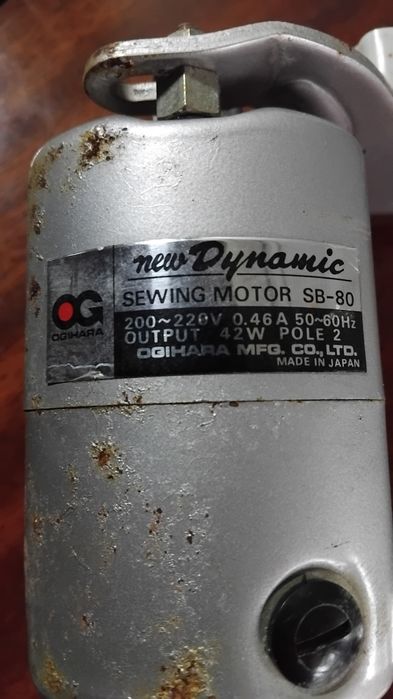 new Dynamic
SEWING MOTOR SB-80
200~220V 0.46A 50~60Hz
OUTPUT 42W POLE 2
OGIHARA MFG. CO., LTD.
MADE IN JAPAN
OG
OGIHARA